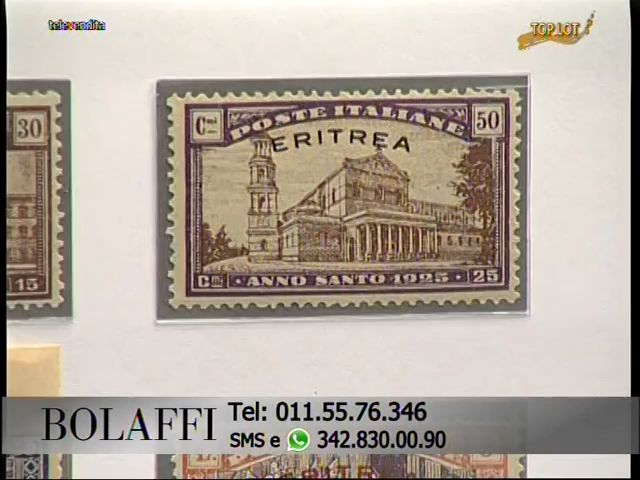 televendita
TOP LOT
30
15
Cmi
POSTE ITALIANE
50
ERITREA
Cmi
ANNO SANTO 1925
25
BOLAFFI
Tel: 011.55.76.346
SMS e 342.830.00.90